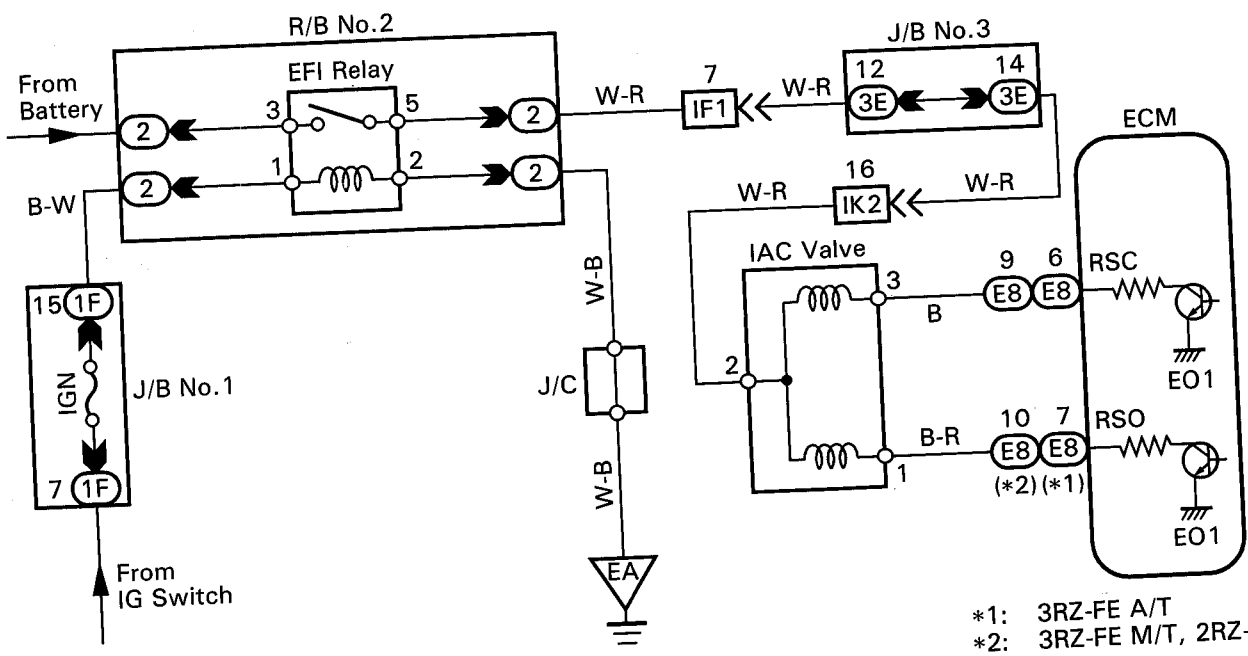 R/B No.2
From
Battery
EFI Relay
3
5
2
2
1
2
2
2
B-W
W-R
7
IF1
W-R
J/B No.3
12
14
3E
3E
ECM
W-R
16
IK2
W-R
IAC Valve
W-B
15
1F
IGN
J/B No.1
7
1F
From
IG Switch
J/C
W-B
EA
2
3
B
9
6
E8
E8
RSC
EO1
1
B-R
10
7
E8
E8
(*2)
(*1)
RSO
EO1
*1: 3RZ-FE A/T
*2: 3RZ-FE M/T, 2RZ-